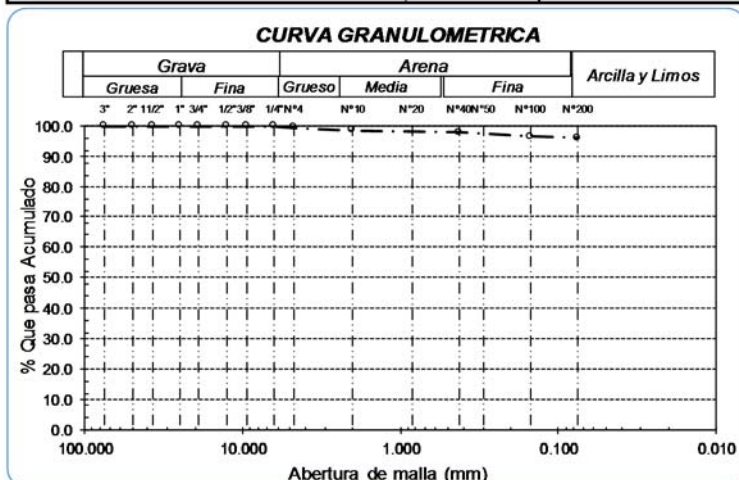 CURVA GRANULOMETRICA
Grava Arena Arcilla y Limos
Gruesa Fina Grueso Media Fina
3" 2" 11/2" 1" 3/4" 1/2" 3/8" 1/4" N°4 N°10 N°20 N°40 N°50 N°100 N°200
100.0
90.0
80.0
70.0
60.0
50.0
40.0
30.0
20.0
10.0
0.0
% Que pasa Acumulado
100.000 10.000 1.000 0.100 0.010
Abertura de malla (mm)